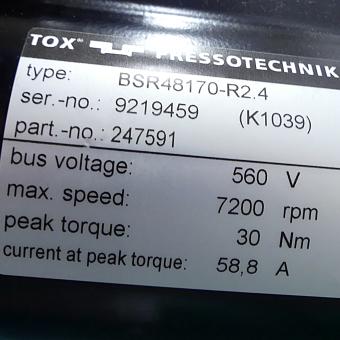 TOX® PRESSOTECHNIK
type: BSR48170-R2.4
ser.-no.: 9219459 (K1039)
part.-no.: 247591
bus voltage: 560 V
max. speed: 7200 rpm
peak torque: 30 Nm
current at peak torque: 58,8 A